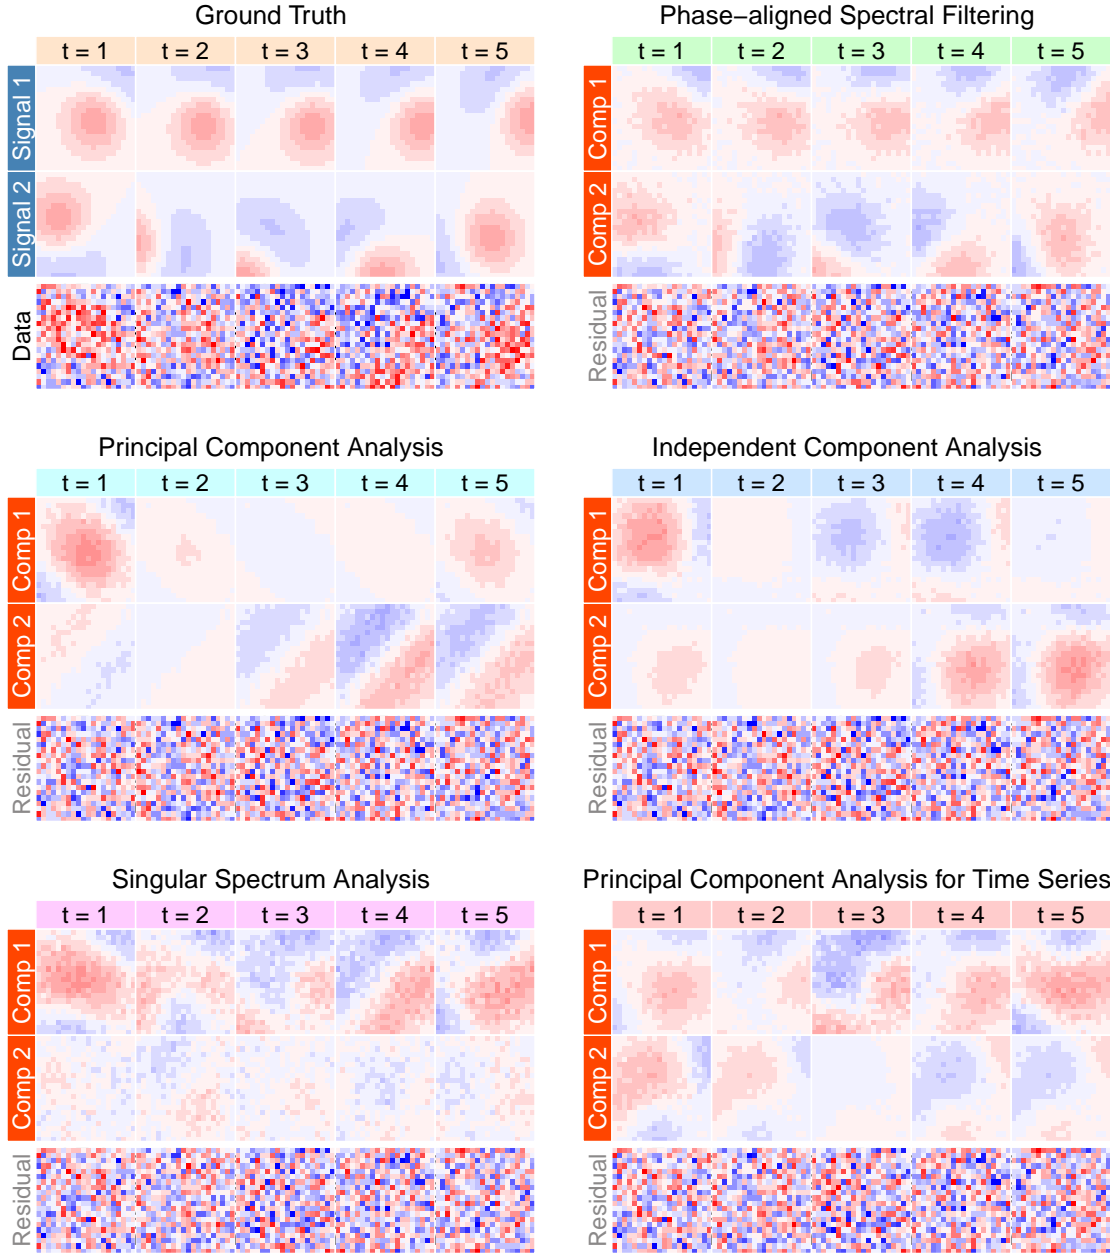 Ground Truth
t = 1 t = 2 t = 3 t = 4 t = 5
Signal 1
Signal 2
Data
Phase−aligned Spectral Filtering
t = 1 t = 2 t = 3 t = 4 t = 5
Comp 1
Comp 2
Residual
Principal Component Analysis
t = 1 t = 2 t = 3 t = 4 t = 5
Comp 1
Comp 2
Residual
Independent Component Analysis
t = 1 t = 2 t = 3 t = 4 t = 5
Comp 1
Comp 2
Residual
Singular Spectrum Analysis
t = 1 t = 2 t = 3 t = 4 t = 5
Comp 1
Comp 2
Residual
Principal Component Analysis for Time Series
t = 1 t = 2 t = 3 t = 4 t = 5
Comp 1
Comp 2
Residual